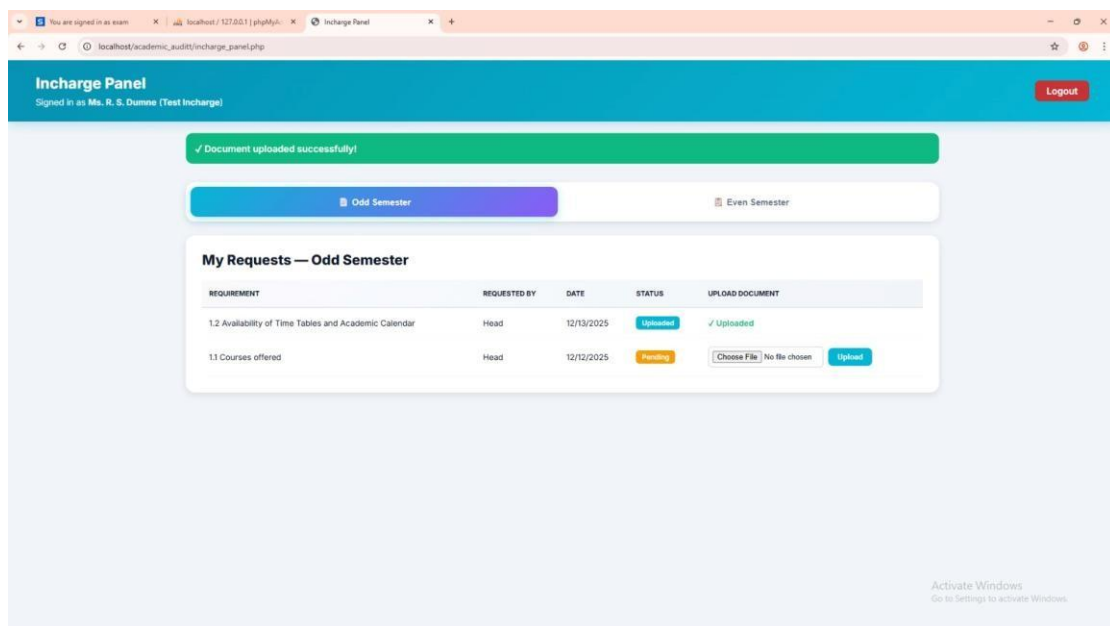 You are signed in as exam
localhost / 127.0.0.1 | phpMyA
Incharge Panel
localhost/academic_auditt/incharge_panel.php
Incharge Panel
Signed in as Ms. R. S. Dumne (Test Incharge)
Logout
✓ Document uploaded successfully!
Odd Semester
Even Semester
My Requests — Odd Semester
REQUIREMENT REQUESTED BY DATE STATUS UPLOAD DOCUMENT
1.2 Availability of Time Tables and Academic Calendar Head 12/13/2025 Uploaded ✓ Uploaded
1.1 Courses offered Head 12/12/2025 Pending Choose File No file chosen Upload
Activate Windows
Go to Settings to activate Windows.